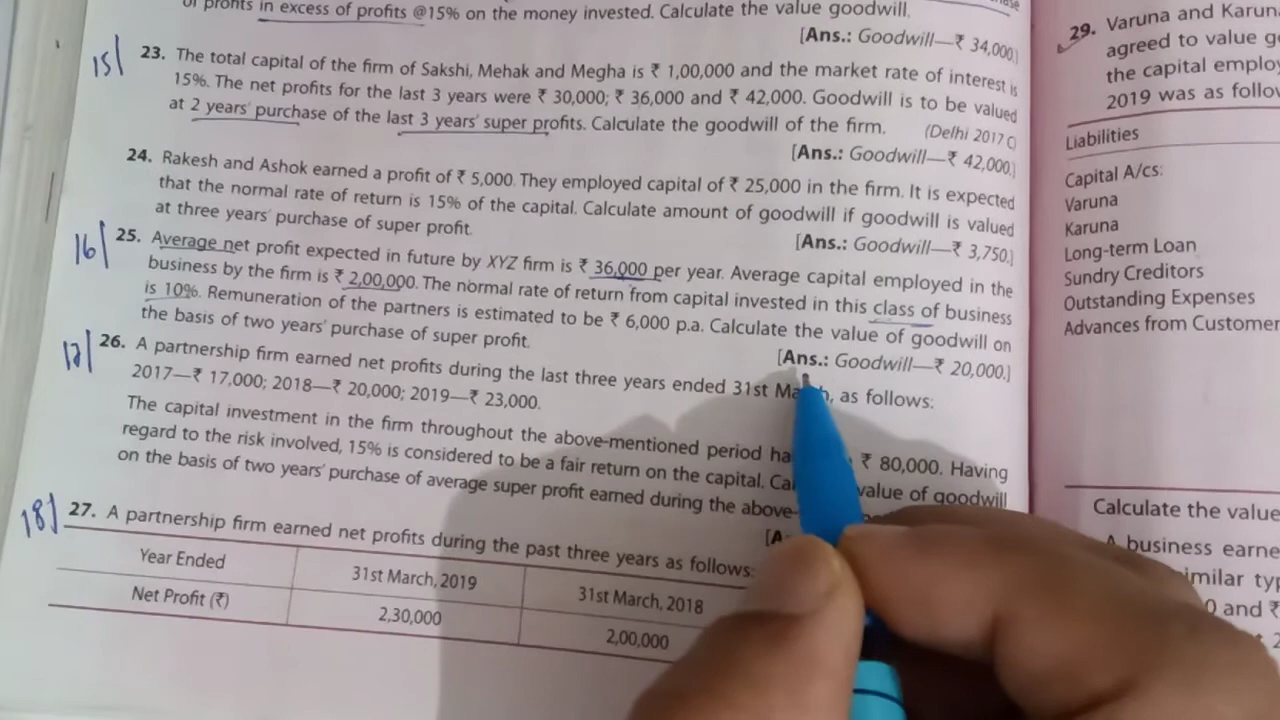 of profits in excess of profits @15% on the money invested. Calculate the value goodwill.
[Ans.: Goodwill—₹ 34,000.]
15|
23. The total capital of the firm of Sakshi, Mehak and Megha is ₹ 1,00,000 and the market rate of interest is
15%. The net profits for the last 3 years were ₹ 30,000; ₹ 36,000 and ₹ 42,000. Goodwill is to be valued
at 2 years' purchase of the last 3 years' super profits. Calculate the goodwill of the firm. (Delhi 2017 C)
[Ans.: Goodwill—₹ 42,000.]
24. Rakesh and Ashok earned a profit of ₹ 5,000. They employed capital of ₹ 25,000 in the firm. It is expected
that the normal rate of return is 15% of the capital. Calculate amount of goodwill if goodwill is valued
at three years' purchase of super profit.
[Ans.: Goodwill—₹ 3,750.]
16|
25. Average net profit expected in future by XYZ firm is ₹ 36,000 per year. Average capital employed in the
business by the firm is ₹ 2,00,000. The normal rate of return from capital invested in this class of business
is 10%. Remuneration of the partners is estimated to be ₹ 6,000 p.a. Calculate the value of goodwill on
the basis of two years' purchase of super profit.
[Ans.: Goodwill—₹ 20,000.]
26. A partnership firm earned net profits during the last three years ended 31st March, as follows:
2017—₹ 17,000; 2018—₹ 20,000; 2019—₹ 23,000.
The capital investment in the firm throughout the above-mentioned period ₹ 80,000. Having
regard to the risk involved, 15% is considered to be a fair return on the capital. value of goodwill
on the basis of two years' purchase of average super profit earned during the
18|
27. A partnership firm earned net profits during the past three years as follows:
Year Ended 31st March, 2019 31st March, 2018
Net Profit (₹) 2,30,000 2,00,000
29. Varuna and
agreed to value
the capital
2019 was as
Liabilities
Capital A/cs:
Varuna
Karuna
Long-term Loan
Sundry Creditors
Outstanding Expenses
Advances from
Calculate the value
A business
and ₹